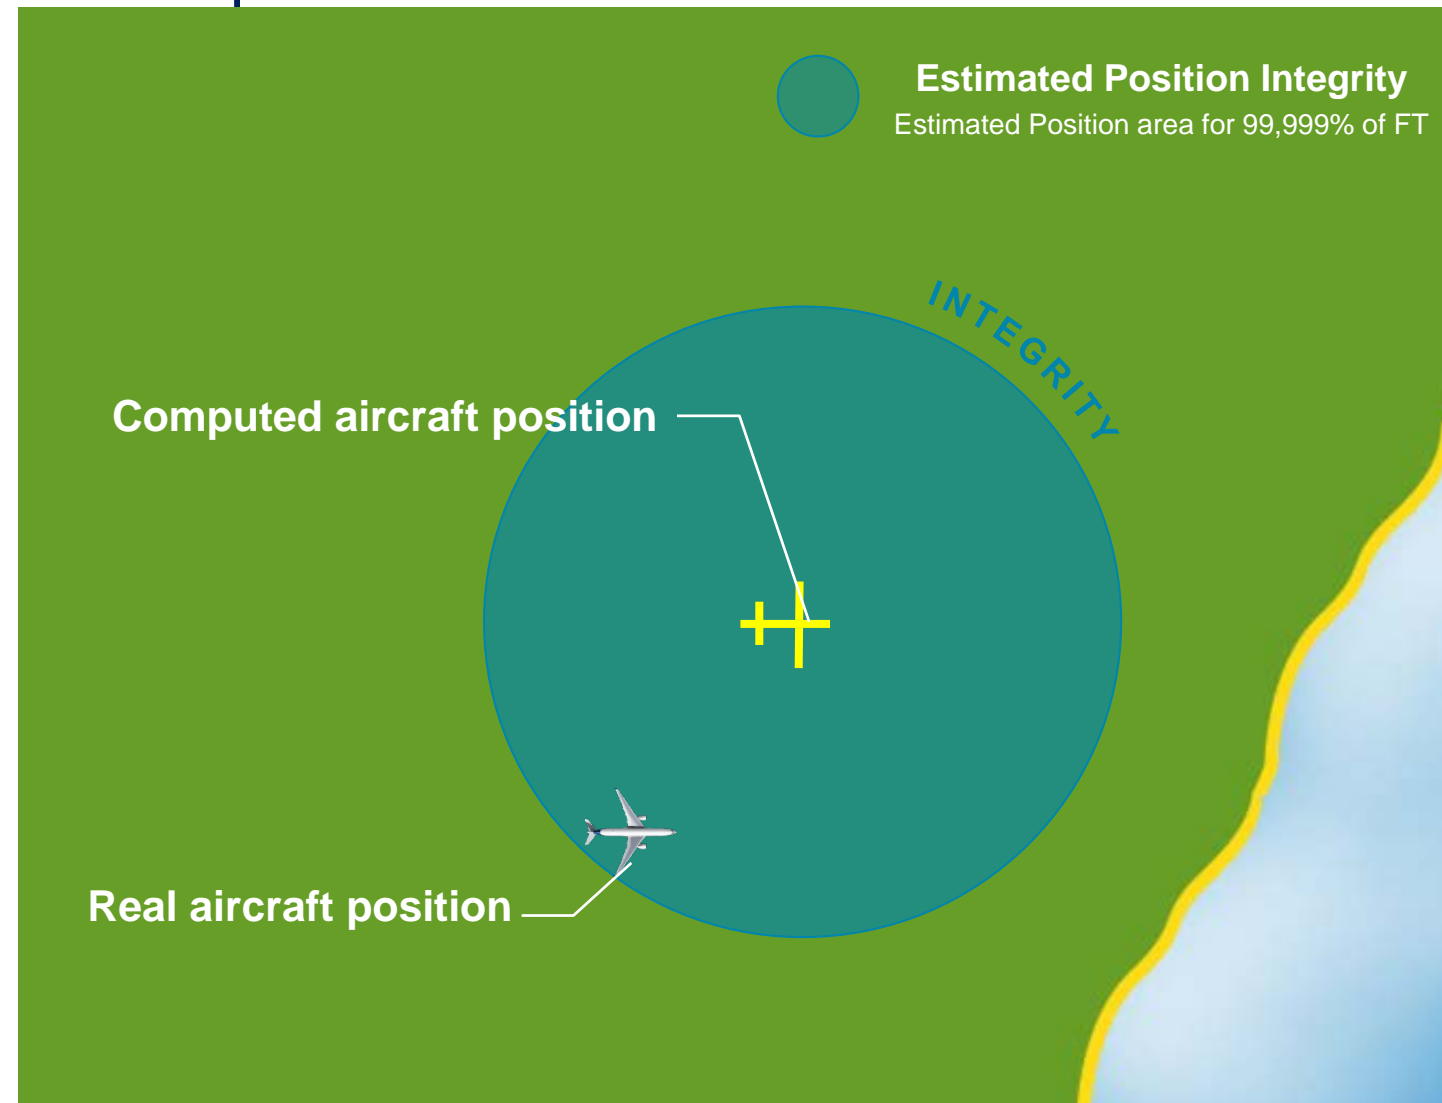 Estimated Position Integrity
Estimated Position area for 99,999% of FT
INTEGRITY
Computed aircraft position
Real aircraft position